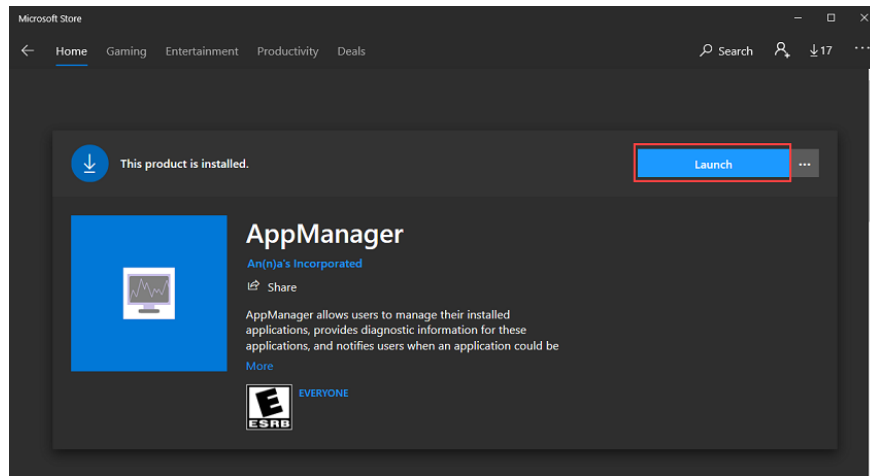 Microsoft Store
Home Gaming Entertainment Productivity Deals Search 17
This product is installed. Launch
AppManager
An(n)a's Incorporated
Share
AppManager allows users to manage their installed
applications, provides diagnostic information for these
applications, and notifies users when an application could be
More
E EVERYONE
ESRB